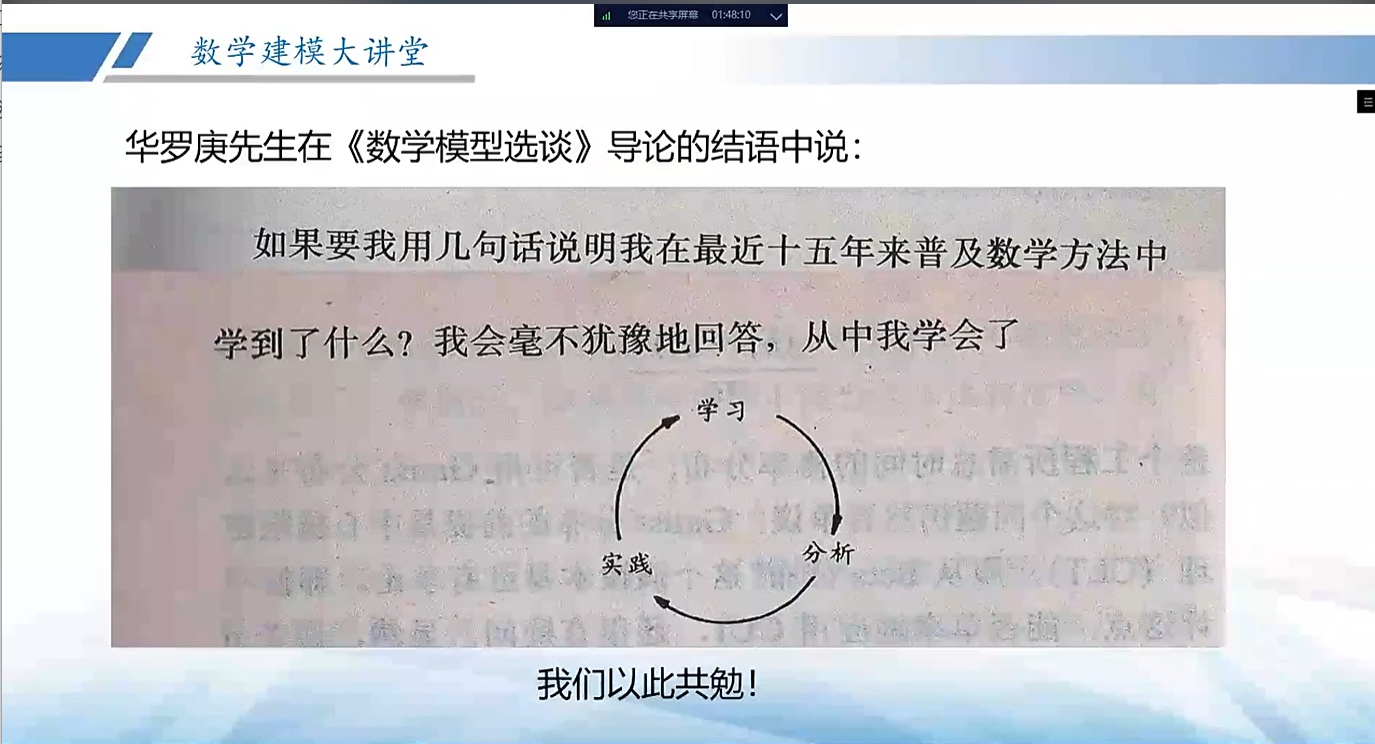 您正在共享屏幕 01:48:10
数学建模大讲堂
华罗庚先生在《数学模型选谈》导论的结语中说：
如果要我用几句话说明我在最近十五年来普及数学方法中
学到了什么？我会毫不犹豫地回答，从中我学会了
学习
分析
实践
我们以此共勉！